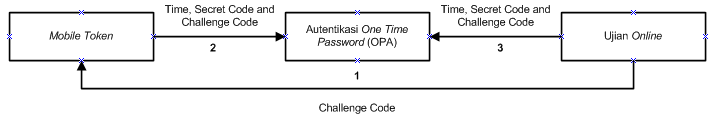 Time, Secret Code and
Challenge Code
Time, Secret Code and
Challenge Code
Mobile Token
2
Autentikasi One Time
Password (OPA)
3
Ujian Online
1
Challenge Code